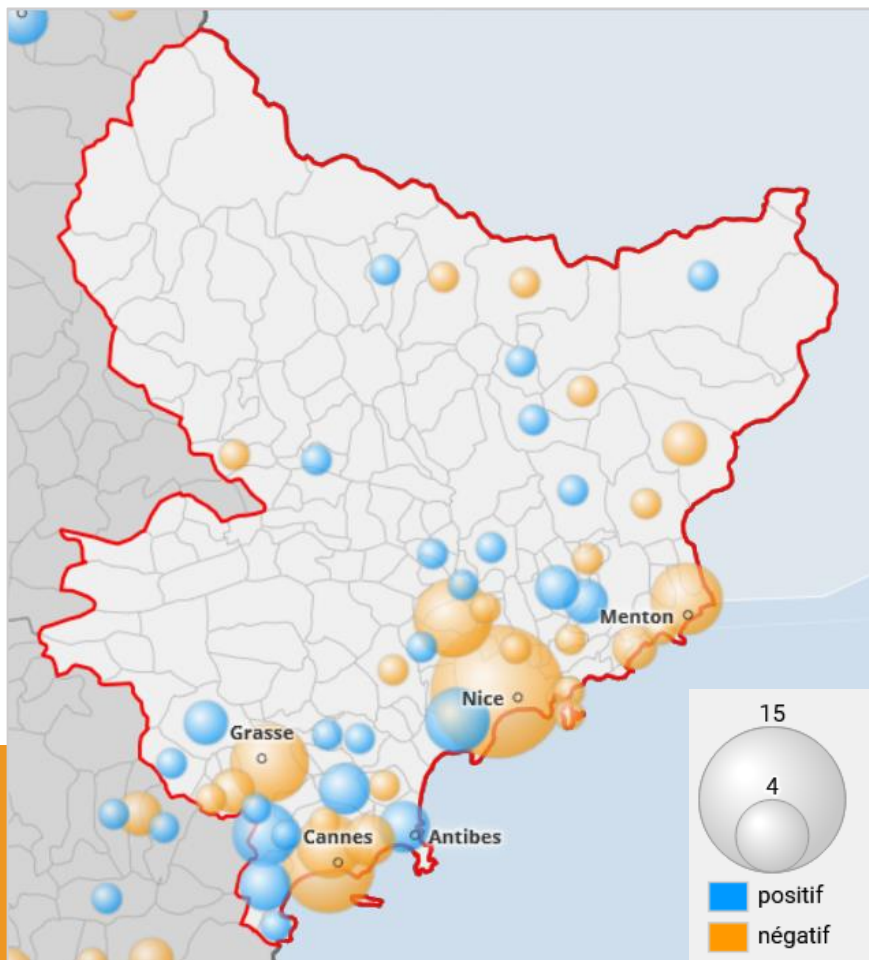 Menton
Nice
Grasse
Cannes
Antibes
15
4
positif
négatif